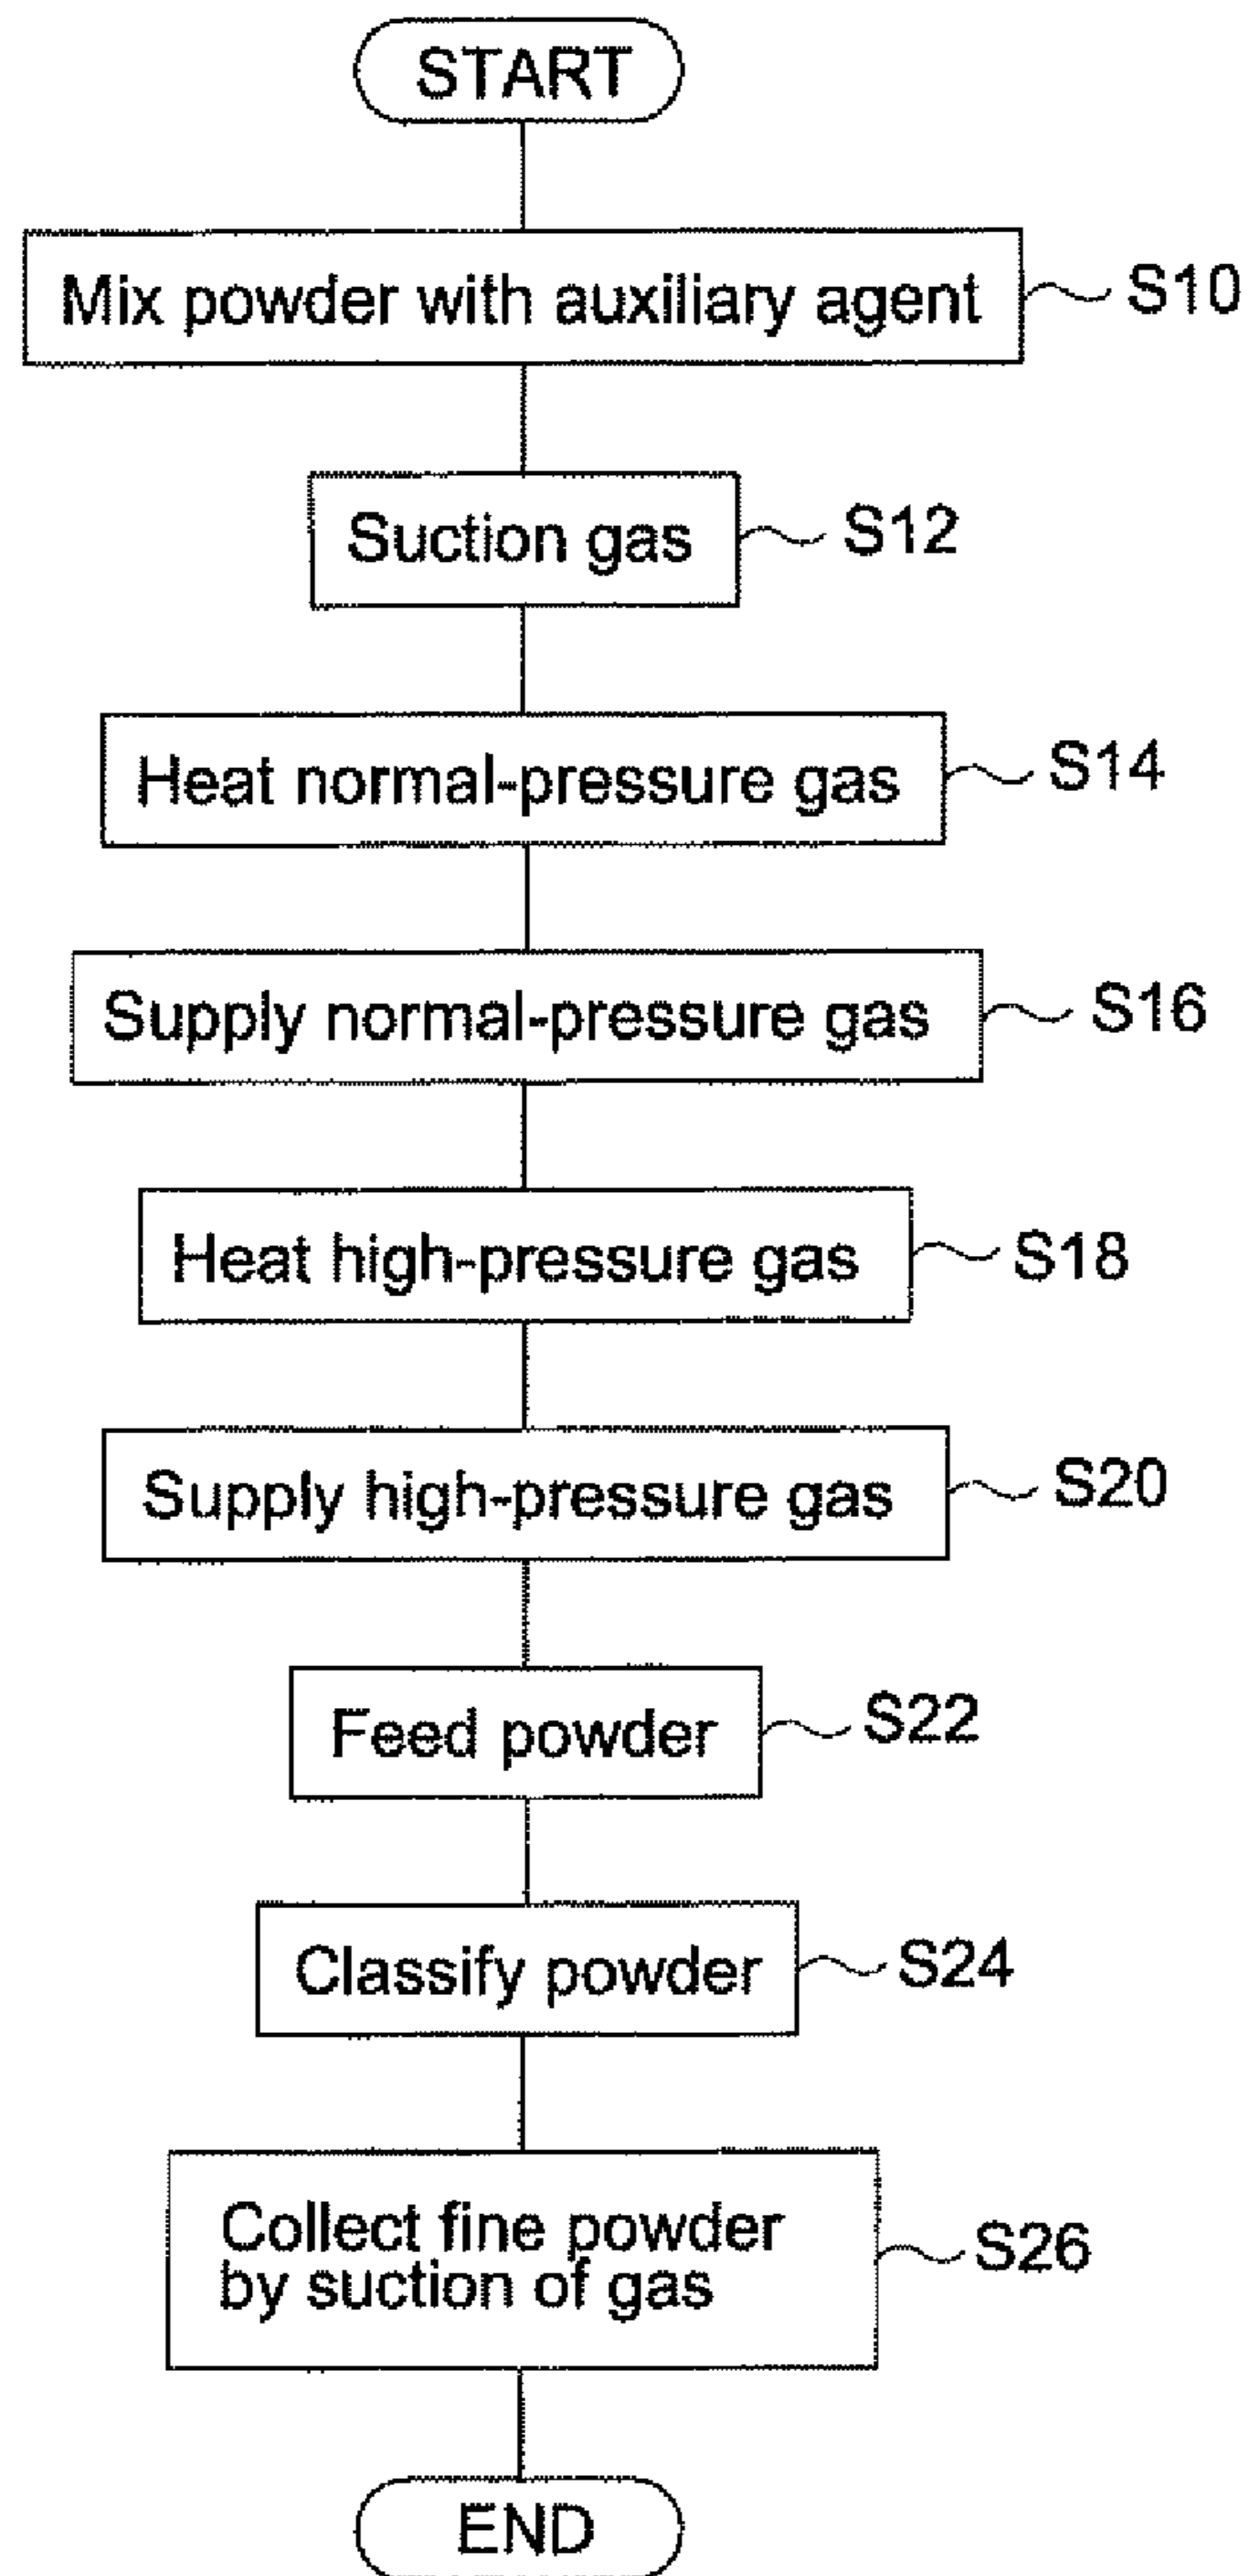 START
Mix powder with auxiliary agent
S10
Suction gas
S12
Heat normal-pressure gas
S14
Supply normal-pressure gas
S16
Heat high-pressure gas
S18
Supply high-pressure gas
S20
Feed powder
S22
Classify powder
S24
Collect fine powder
by suction of gas
S26
END